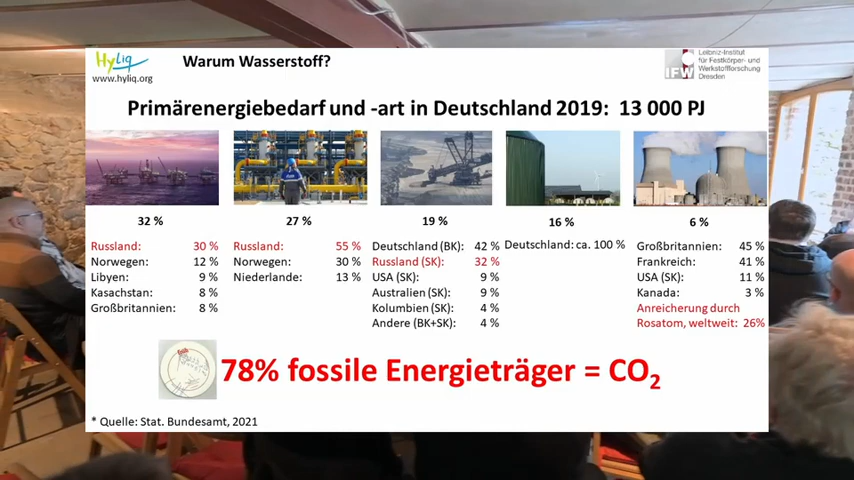 HyLiq
www.hyliq.org
Warum Wasserstoff?
IFW
Leibniz-Institut
für Festkörper- und
Werkstoffforschung
Dresden
Primärenergiebedarf und -art in Deutschland 2019: 13 000 PJ
32 %
27 %
19 %
16 %
6 %
Russland: 30 %
Norwegen: 12 %
Libyen: 9 %
Kasachstan: 8 %
Großbritannien: 8 %
Russland: 55 %
Norwegen: 30 %
Niederlande: 13 %
Deutschland (BK): 42 %
Russland (SK): 32 %
USA (SK): 9 %
Australien (SK): 9 %
Kolumbien (SK): 4 %
Andere (BK+SK): 4 %
Deutschland: ca. 100 %
Großbritannien: 45 %
Frankreich: 41 %
USA (SK): 11 %
Kanada: 3 %
Anreicherung durch
Rosatom, weltweit: 26%
78% fossile Energieträger = CO₂
* Quelle: Stat. Bundesamt, 2021